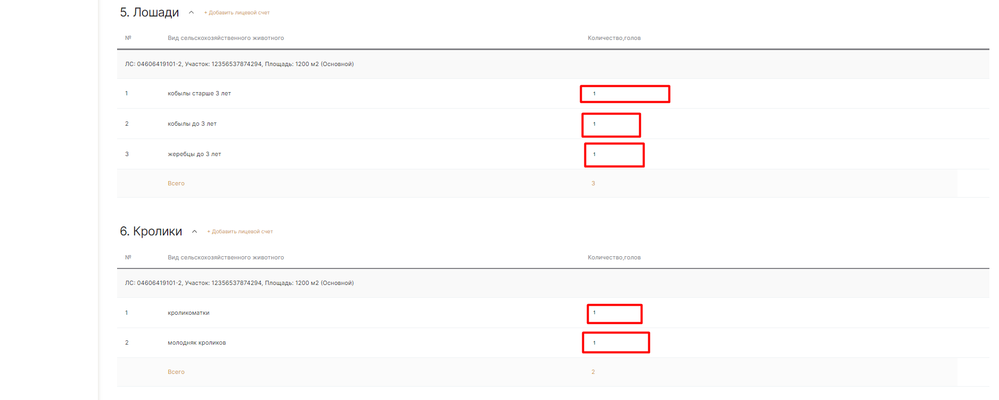 5. Лошади + Добавить лицевой счет
№ Вид сельскохозяйственного животного Количество,голов
ЛС: 04606419101-2, Участок: 12356537874294, Площадь: 1200 м2 (Основной)
1 кобылы старше 3 лет 1
2 кобылы до 3 лет 1
3 жеребцы до 3 лет 1
Всего 3
6. Кролики + Добавить лицевой счет
№ Вид сельскохозяйственного животного Количество,голов
ЛС: 04606419101-2, Участок: 12356537874294, Площадь: 1200 м2 (Основной)
1 кроликоматки 1
2 молодняк кроликов 1
Всего 2